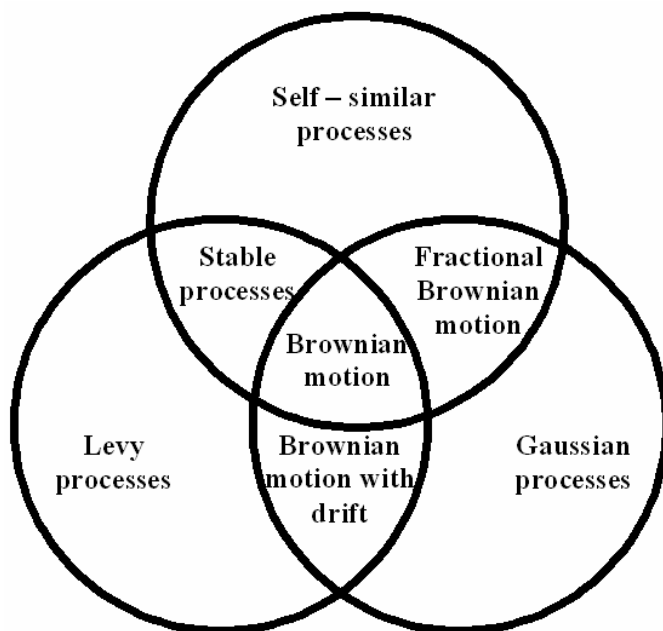 Self – similar
processes
Stable
processes
Fractional
Brownian
motion
Brownian
motion
Levy
processes
Brownian
motion with
drift
Gaussian
processes